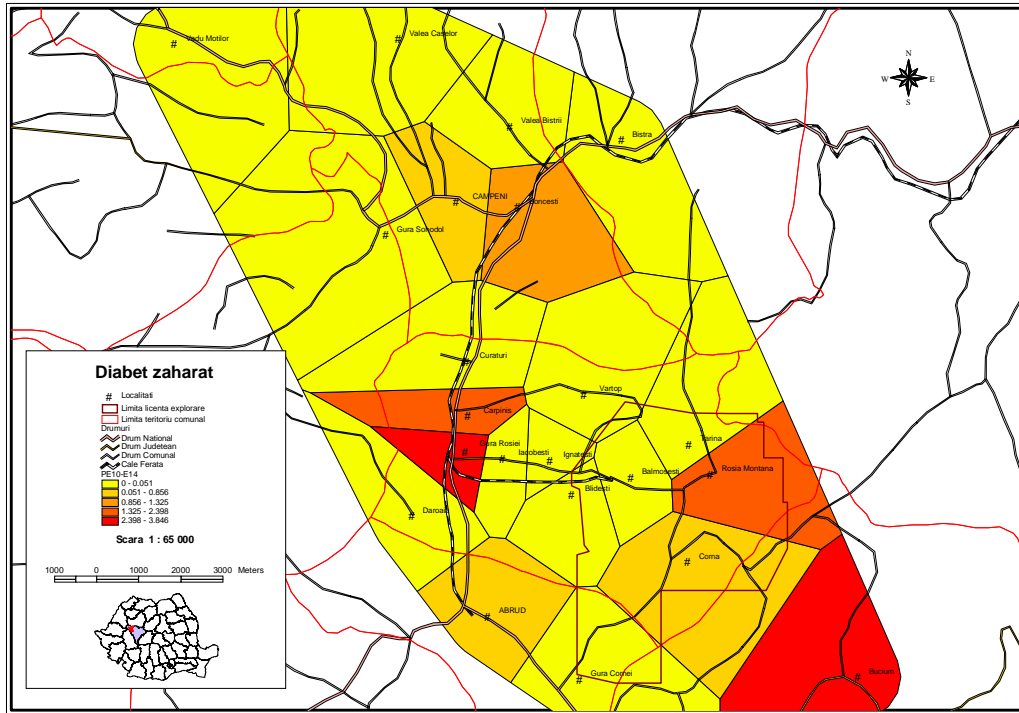 Vadu Motilor
Valea Caselor
N
W E
S
Valea Bistrii
Bistra
CAMPENI
Boncesti
Gura Sohodol
Curaturi
Vartop
Carpinis
Gura Rosiei
Iacobesti
Ignatesti
Tarina
Balmosesti
Rosia Montana
Blidesti
Daroaia
Corna
ABRUD
Gura Cornei
Bucium
Diabet zaharat
# Localitati
Limita licenta explorare
Limita teritoriu comunal
Drumuri
Drum National
Drum Judetean
Drum Comunal
Cale Ferata
PE10-E14
0 - 0.051
0.051 - 0.856
0.856 - 1.325
1.325 - 2.398
2.398 - 3.846
Scara 1 : 65 000
1000 0 1000 2000 3000 Meters